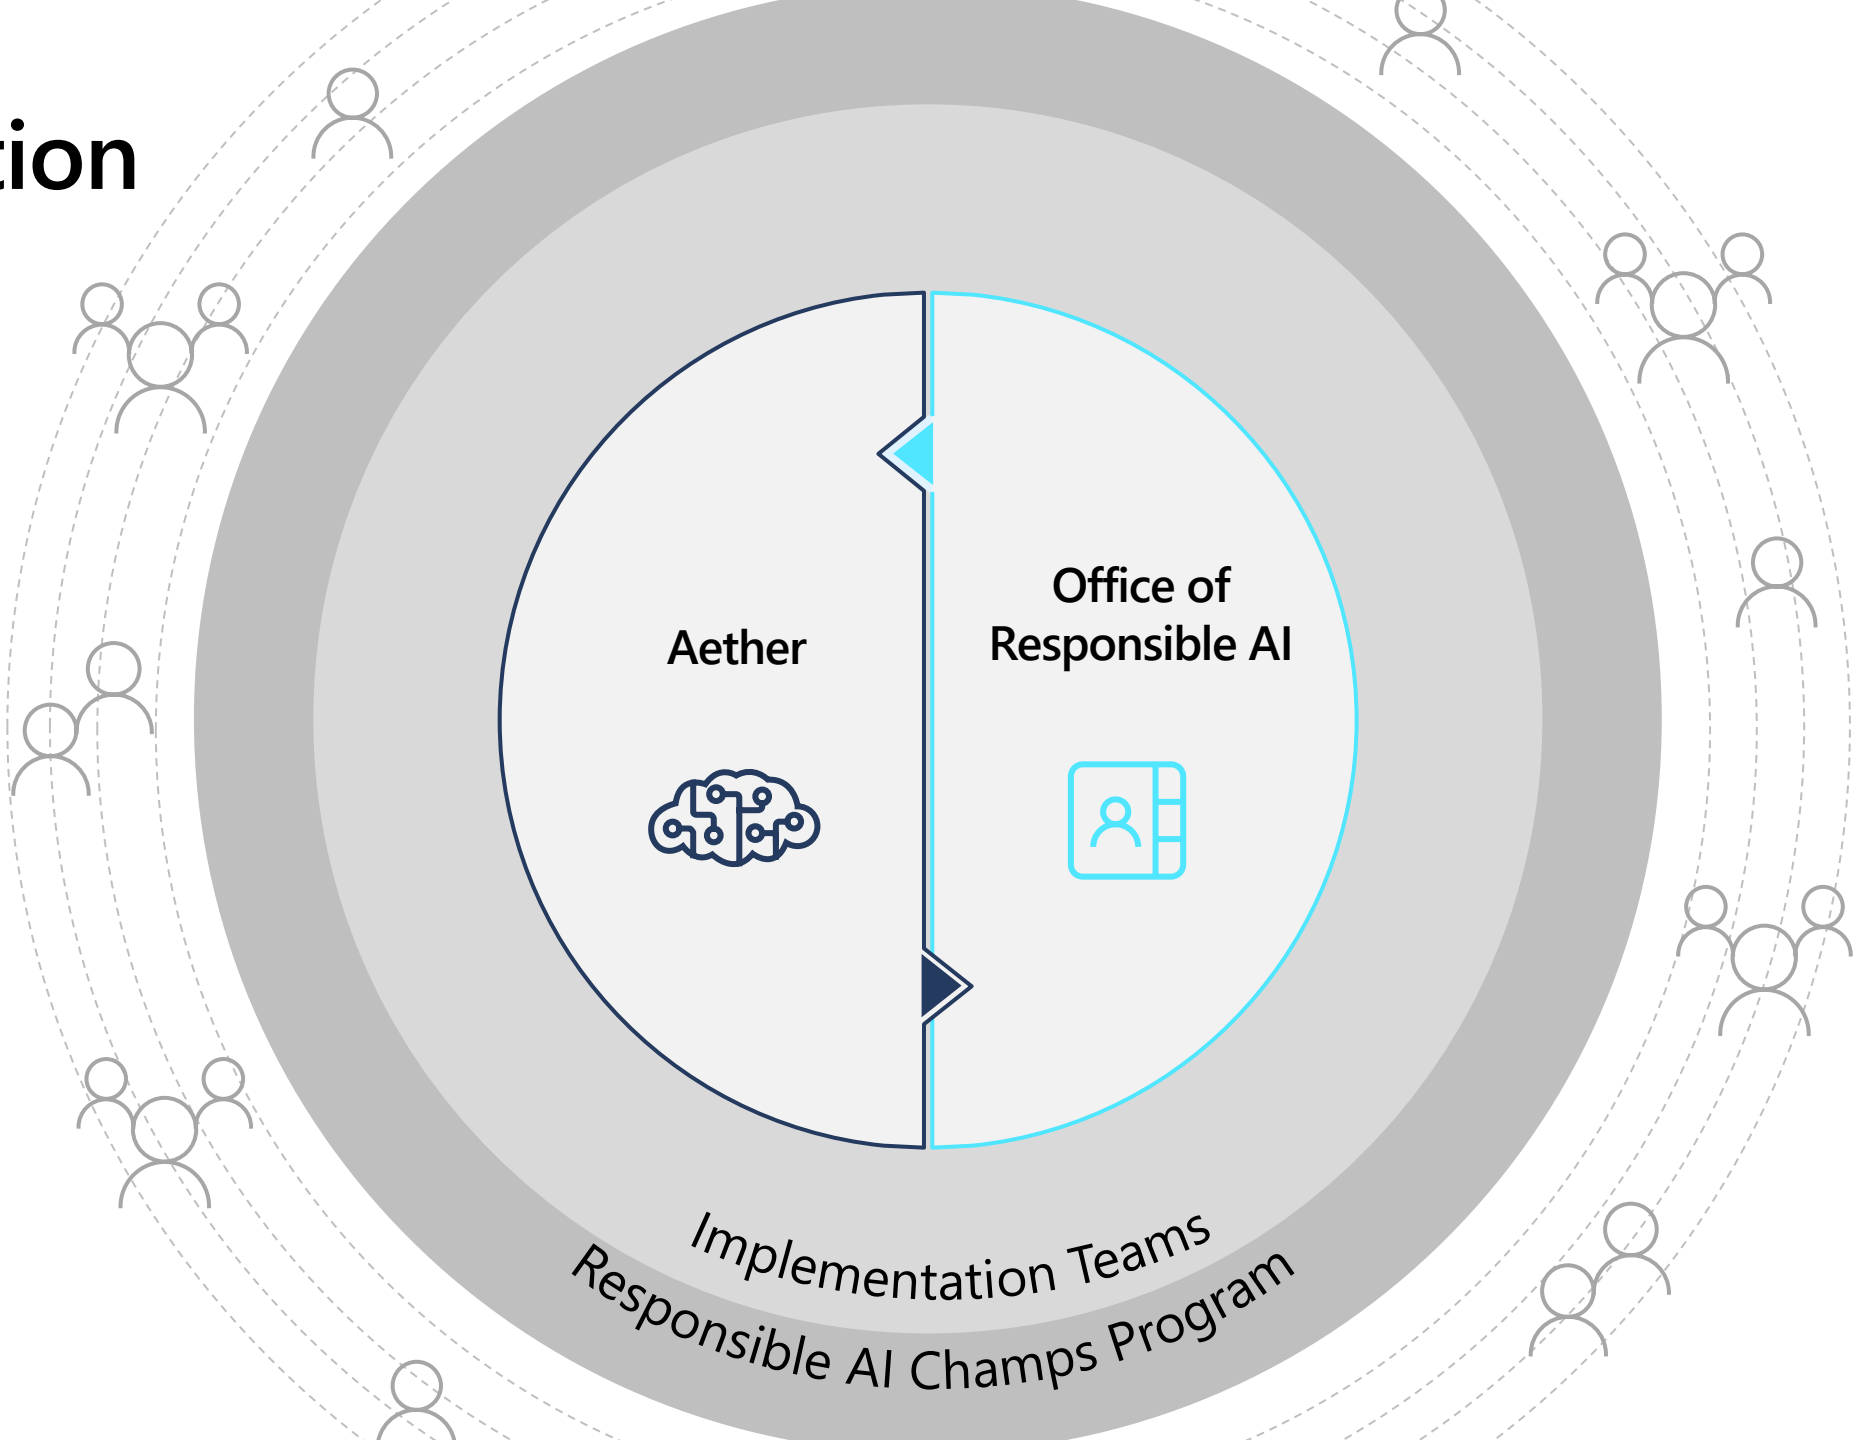 tion
Aether
Office of
Responsible AI
Implementation Teams
Responsible AI Champs Program